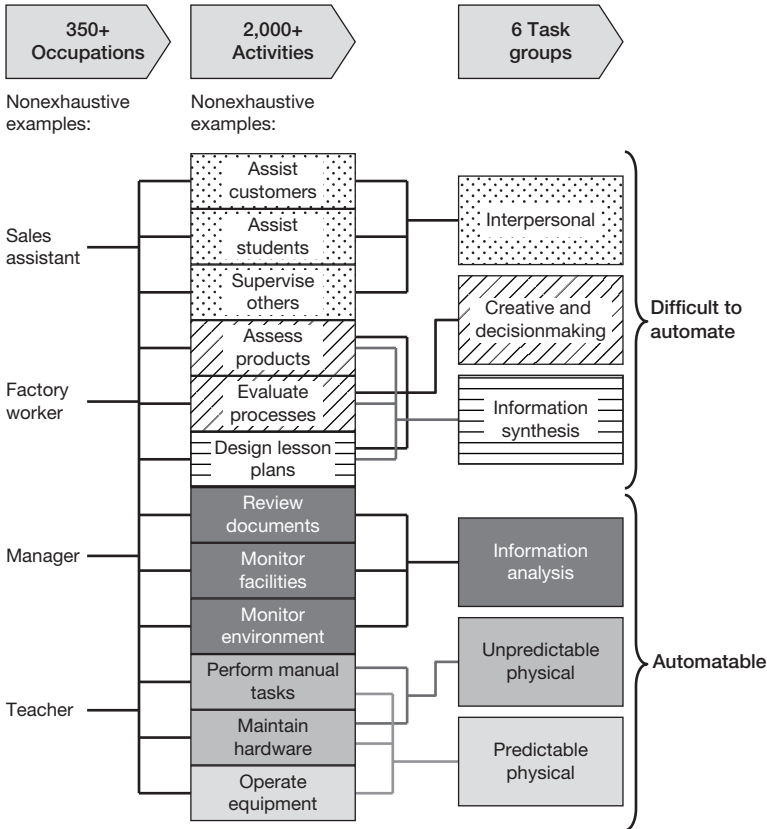 350+
Occupations
2,000+
Activities
6 Task
groups
Nonexhaustive
examples:
Nonexhaustive
examples:
Sales
assistant
Factory
worker
Manager
Teacher
Assist
customers
Assist
students
Supervise
others
Assess
products
Evaluate
processes
Design lesson
plans
Review
documents
Monitor
facilities
Monitor
environment
Perform manual
tasks
Maintain
hardware
Operate
equipment
Interpersonal
Creative and
decisionmaking
Information
synthesis
Information
analysis
Unpredictable
physical
Predictable
physical
Difficult to
automate
Automatable